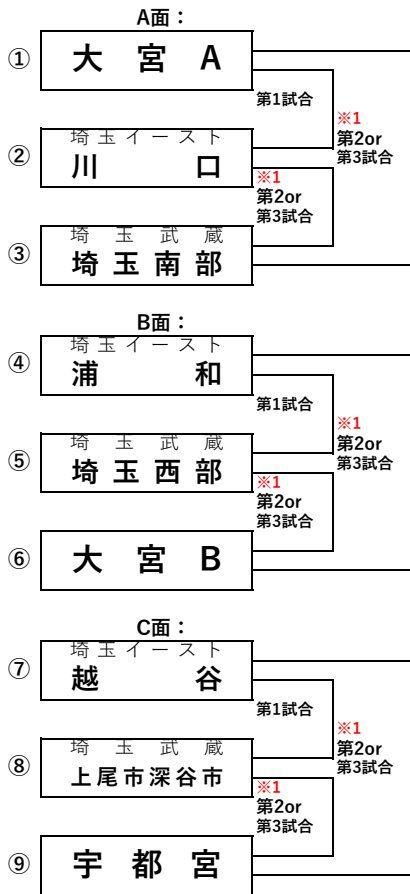 A面：
① 大宮A
第1試合
※1
第2or
第3試合
② 埼玉イースト
川口
※1
第2or
第3試合
③ 埼玉武蔵
埼玉南部
B面：
④ 埼玉イースト
浦和
第1試合
※1
第2or
第3試合
⑤ 埼玉武蔵
埼玉西部
※1
第2or
第3試合
⑥ 大宮B
C面：
⑦ 埼玉イースト
越谷
第1試合
※1
第2or
第3試合
⑧ 埼玉武蔵
上尾市深谷市
※1
第2or
第3試合
⑨ 宇都宮